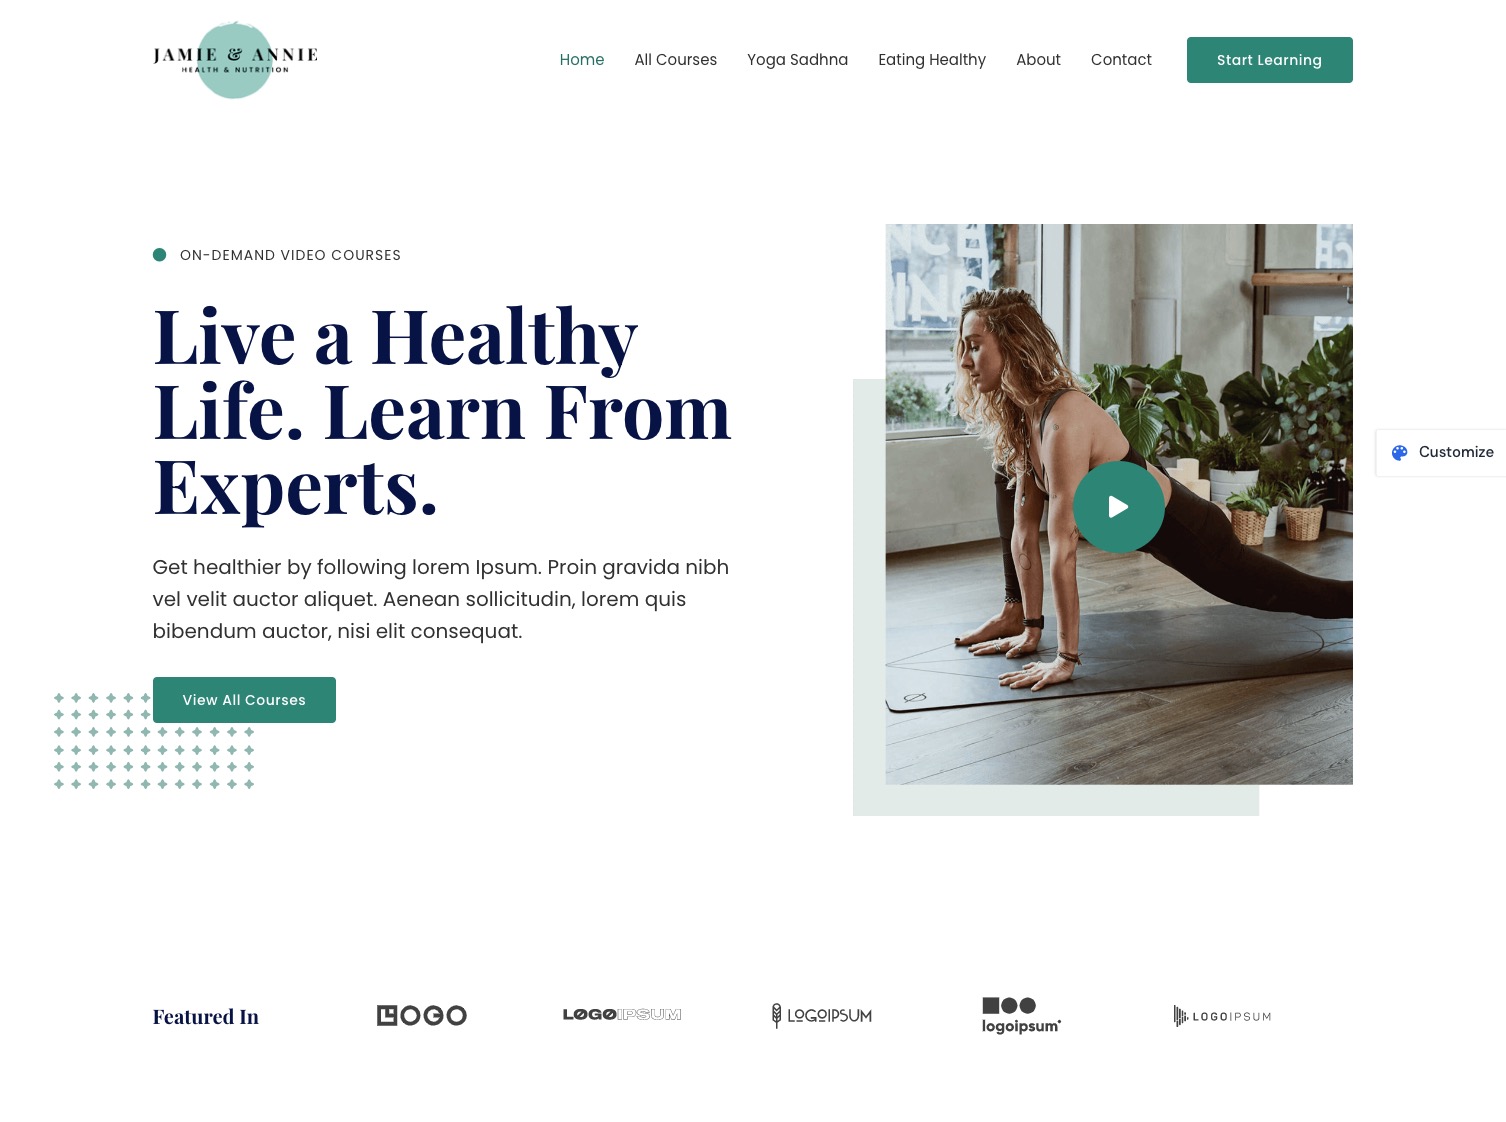 JAMIE & ANNIE
HEALTH & NUTRITION
Home All Courses Yoga Sadhna Eating Healthy About Contact Start Learning
ON-DEMAND VIDEO COURSES
Live a Healthy
Life. Learn From
Experts.
Get healthier by following lorem Ipsum. Proin gravida nibh
vel velit auctor aliquet. Aenean sollicitudin, lorem quis
bibendum auctor, nisi elit consequat.
View All Courses
Customize
Featured In
LOGO
LOGOIPSUM
LOGOIPSUM
logoipsum
LOGOIPSUM